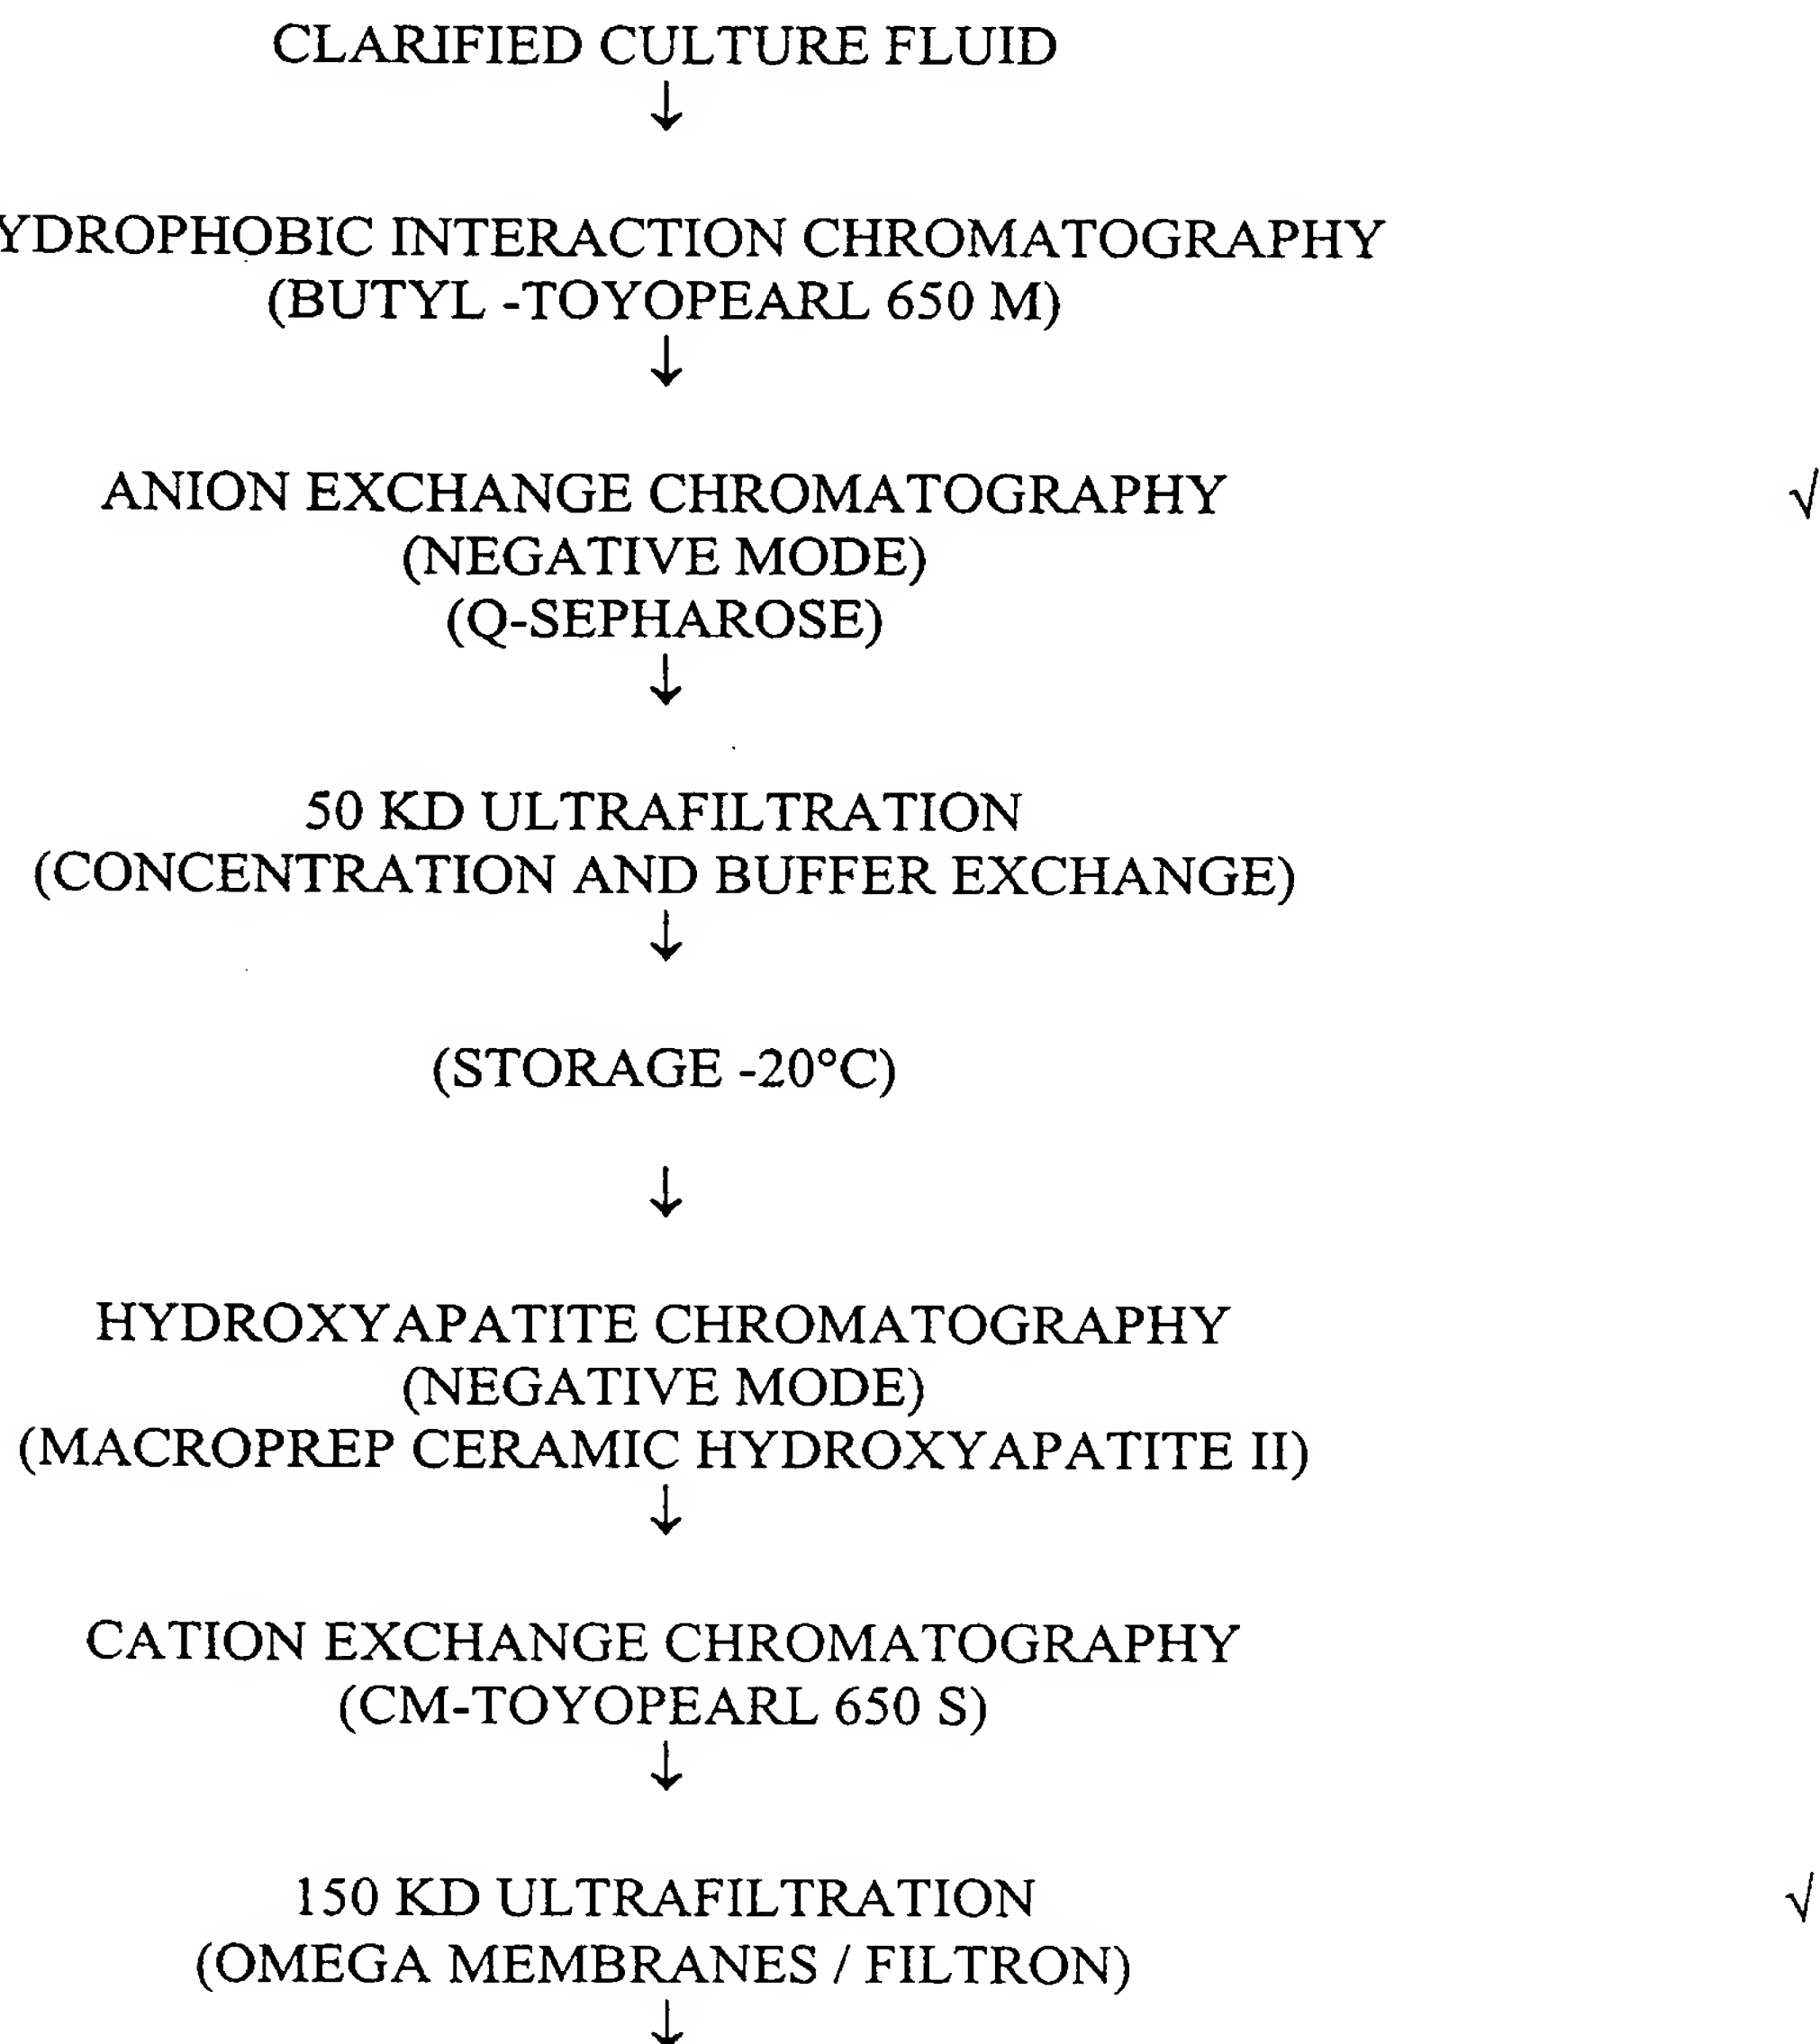 CLARIFIED CULTURE FLUID
↓
YDROPHOBIC INTERACTION CHROMATOGRAPHY
(BUTYL -TOYOPEARL 650 M)
↓
ANION EXCHANGE CHROMATOGRAPHY √
(NEGATIVE MODE)
(Q-SEPHAROSE)
↓
50 KD ULTRAFILTRATION
(CONCENTRATION AND BUFFER EXCHANGE)
↓
(STORAGE -20°C)
↓
HYDROXYAPATITE CHROMATOGRAPHY
(NEGATIVE MODE)
(MACROPREP CERAMIC HYDROXYAPATITE II)
↓
CATION EXCHANGE CHROMATOGRAPHY
(CM-TOYOPEARL 650 S)
↓
150 KD ULTRAFILTRATION √
(OMEGA MEMBRANES / FILTRON)
↓